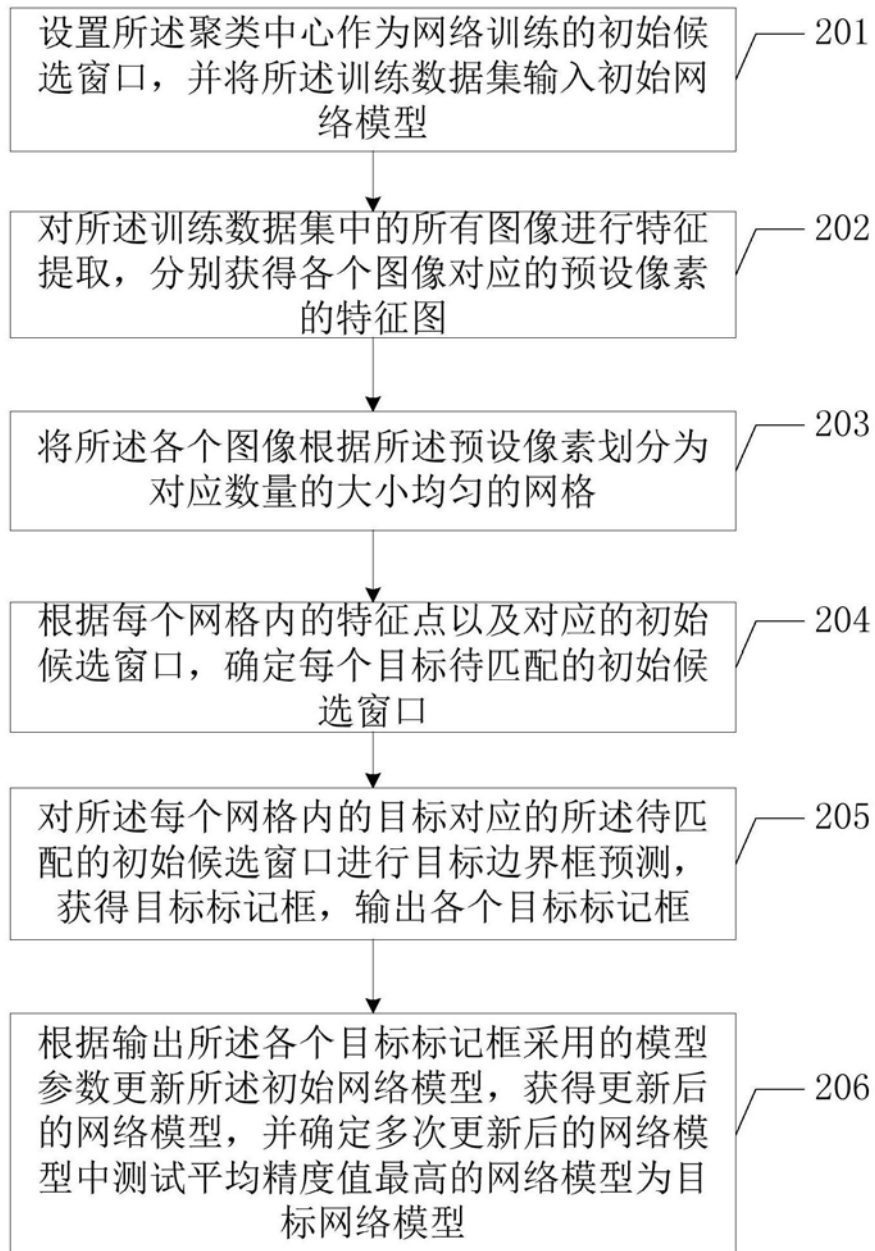 设置所述聚类中心作为网络训练的初始候
选窗口，并将所述训练数据集输入初始网
络模型
201
对所述训练数据集中的所有图像进行特征
提取，分别获得各个图像对应的预设像素
的特征图
202
将所述各个图像根据所述预设像素划分为
对应数量的大小均匀的网格
203
根据每个网格内的特征点以及对应的初始
候选窗口，确定每个目标待匹配的初始候
选窗口
204
对所述每个网格内的目标对应的所述待匹
配的初始候选窗口进行目标边界框预测，
获得目标标记框，输出各个目标标记框
205
根据输出所述各个目标标记框采用的模型
参数更新所述初始网络模型，获得更新后
的网络模型，并确定多次更新后的网络模
型中测试平均精度值最高的网络模型为目
标网络模型
206